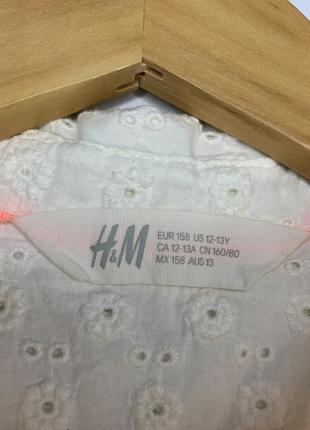 H&M
EUR 158 US 12-13Y
CA 12-13A CN 160/80
MX 158 AUS 13